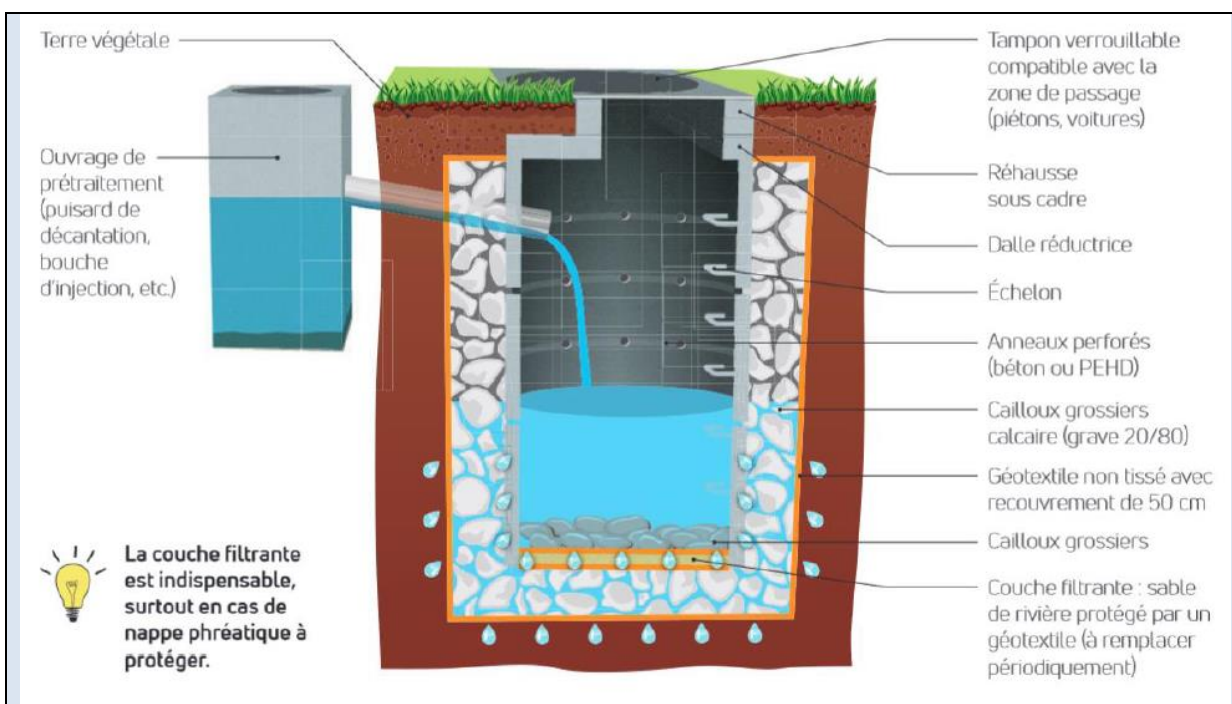 Terre végétale
Ouvrage de
prétraitement
(puisard de
décantation,
bouche
d'injection, etc.)
La couche filtrante
est indispensable,
surtout en cas de
nappe phréatique à
protéger.
Tampon verrouillable
compatible avec la
zone de passage
(piétons, voitures)
Réhausse
sous cadre
Dalle réductrice
Échelon
Anneaux perforés
(béton ou PEHD)
Cailloux grossiers
calcaire (grave 20/80)
Géotextile non tissé avec
recouvrement de 50 cm
Cailloux grossiers
Couche filtrante : sable
de rivière protégé par un
géotextile (à remplacer
périodiquement)